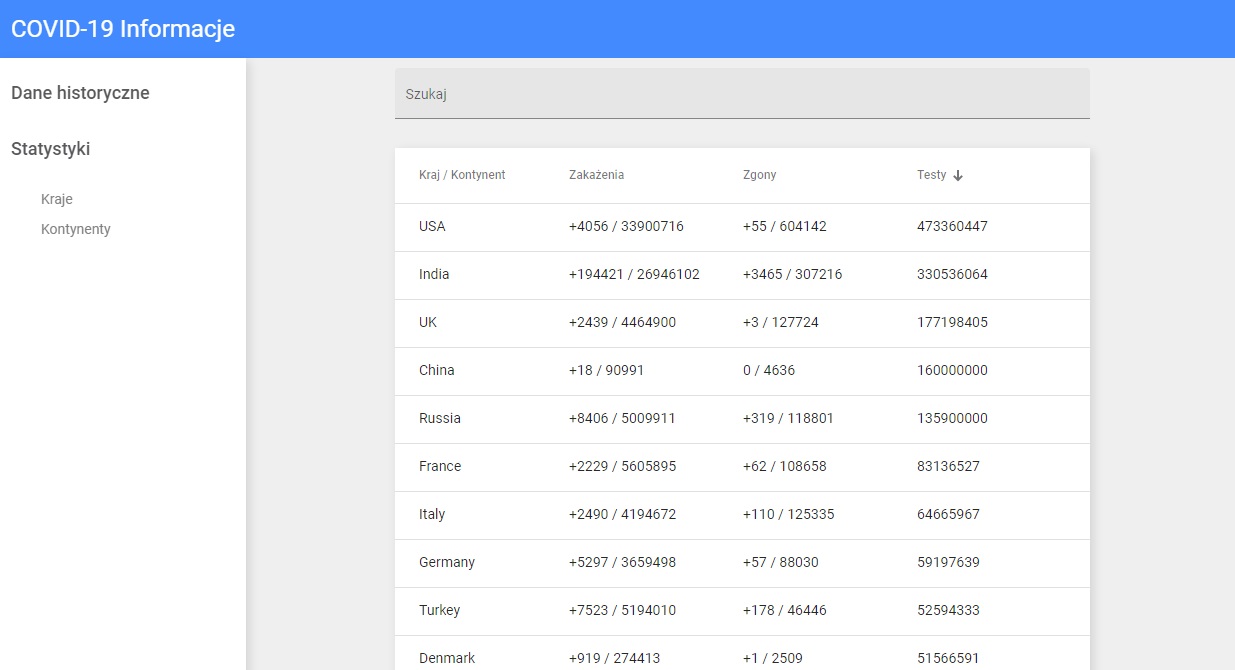 COVID-19 Informacje
Dane historyczne
Statystyki
Kraje
Kontynenty
Szukaj
Kraj / Kontynent Zakażenia Zgony Testy
USA +4056 / 33900716 +55 / 604142 473360447
India +194421 / 26946102 +3465 / 307216 330536064
UK +2439 / 4464900 +3 / 127724 177198405
China +18 / 90991 0 / 4636 160000000
Russia +8406 / 5009911 +319 / 118801 135900000
France +2229 / 5605895 +62 / 108658 83136527
Italy +2490 / 4194672 +110 / 125335 64665967
Germany +5297 / 3659498 +57 / 88030 59197639
Turkey +7523 / 5194010 +178 / 46446 52594333
Denmark +919 / 274413 +1 / 2509 51566591